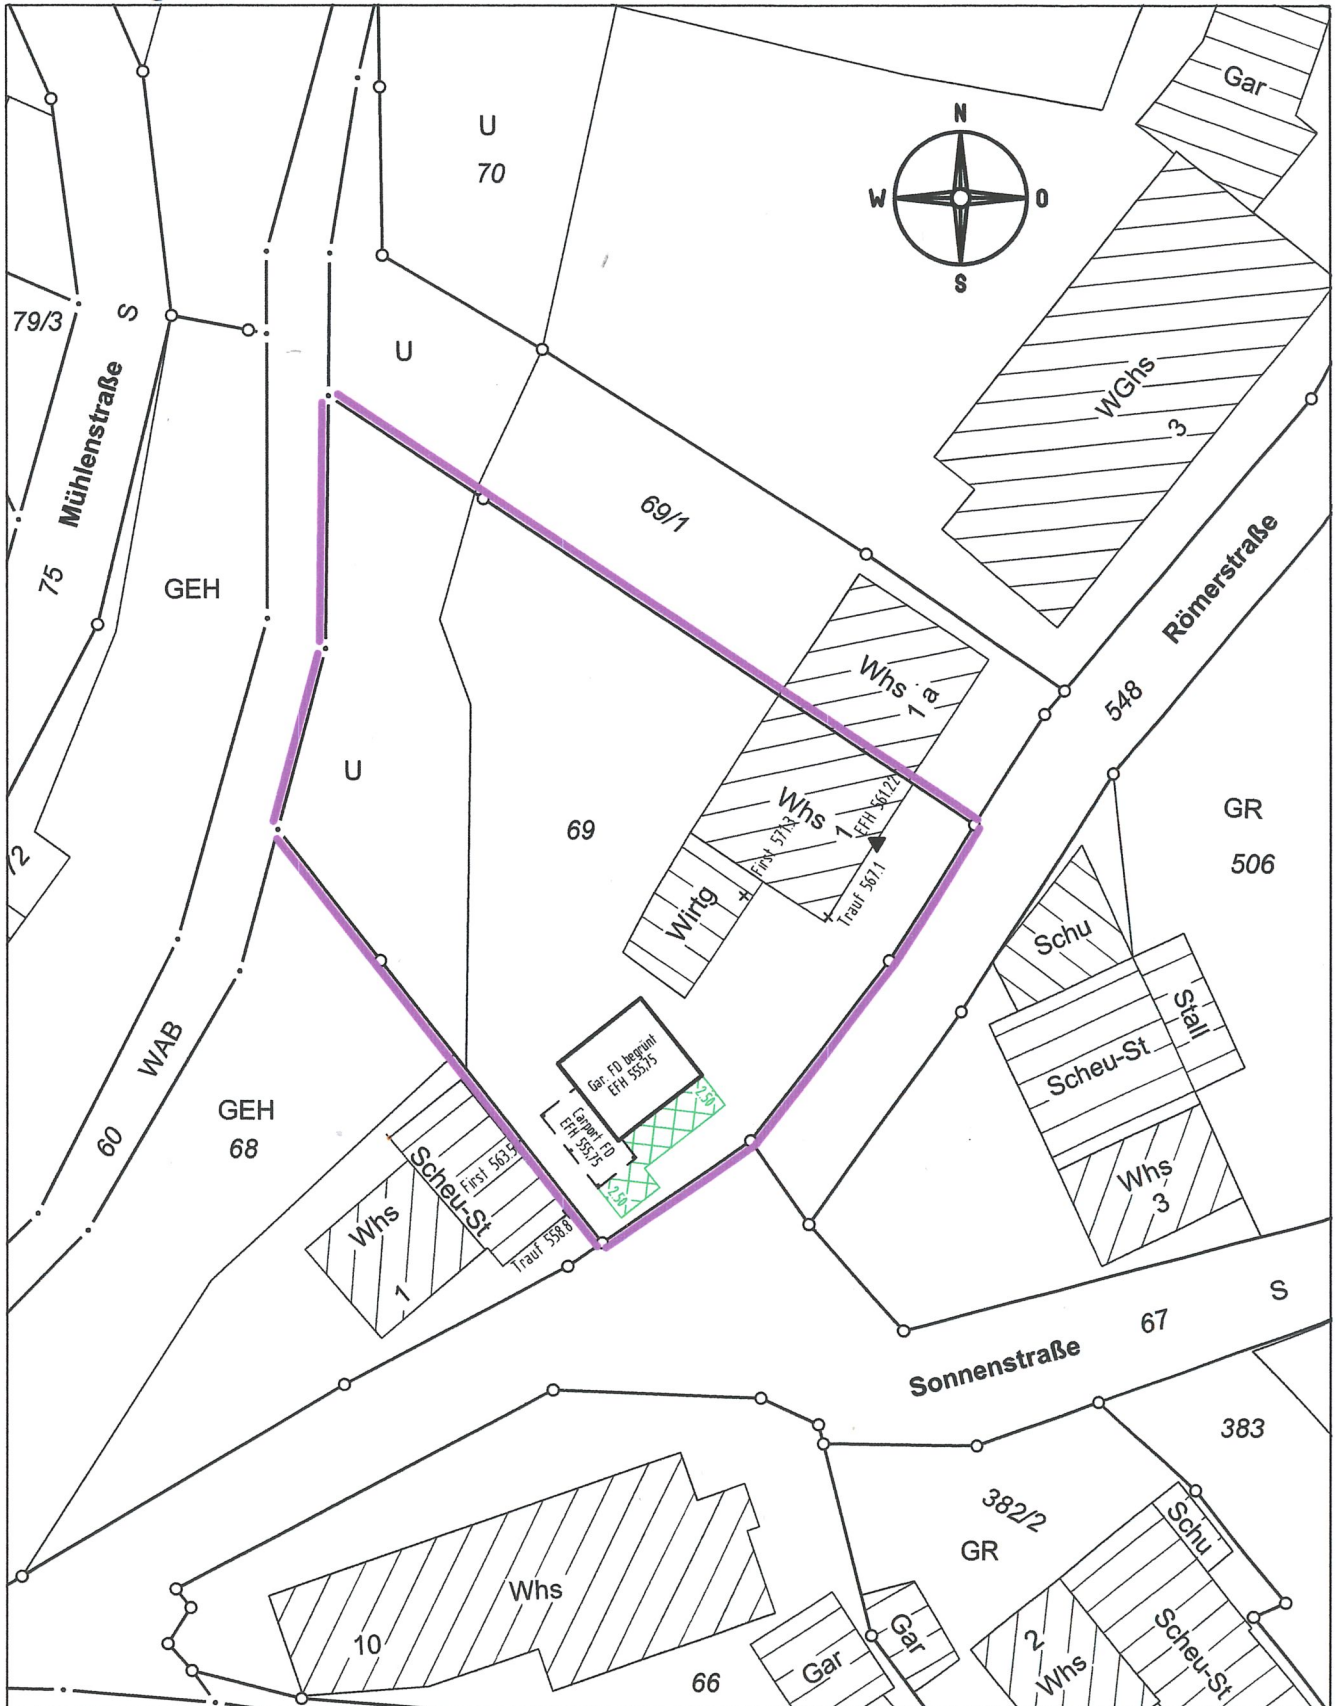 Gar
N
W
O
S
U
70
79/3
S
U
Mühlenstraße
75
WGhs
3
69/1
Römerstraße
548
GEH
Whs
1 a
U
69
Whs
1
EFH 561.22
First 571.3
Trauf 567.1
GR
506
/2
Wirtg
Schu
Stall
Scheu-St
WAB
60
GEH
68
Gar. FD begrünt
EFH 555,75
2.50
Carport FD
EFH 555,75
2.50
Whs
3
Scheu-St
First 563.5
Trauf 558.8
Whs
1
S
67
Sonnenstraße
383
382/2
GR
Schu
Whs
10
66
Gar
Gar
2
Whs
Scheu-St